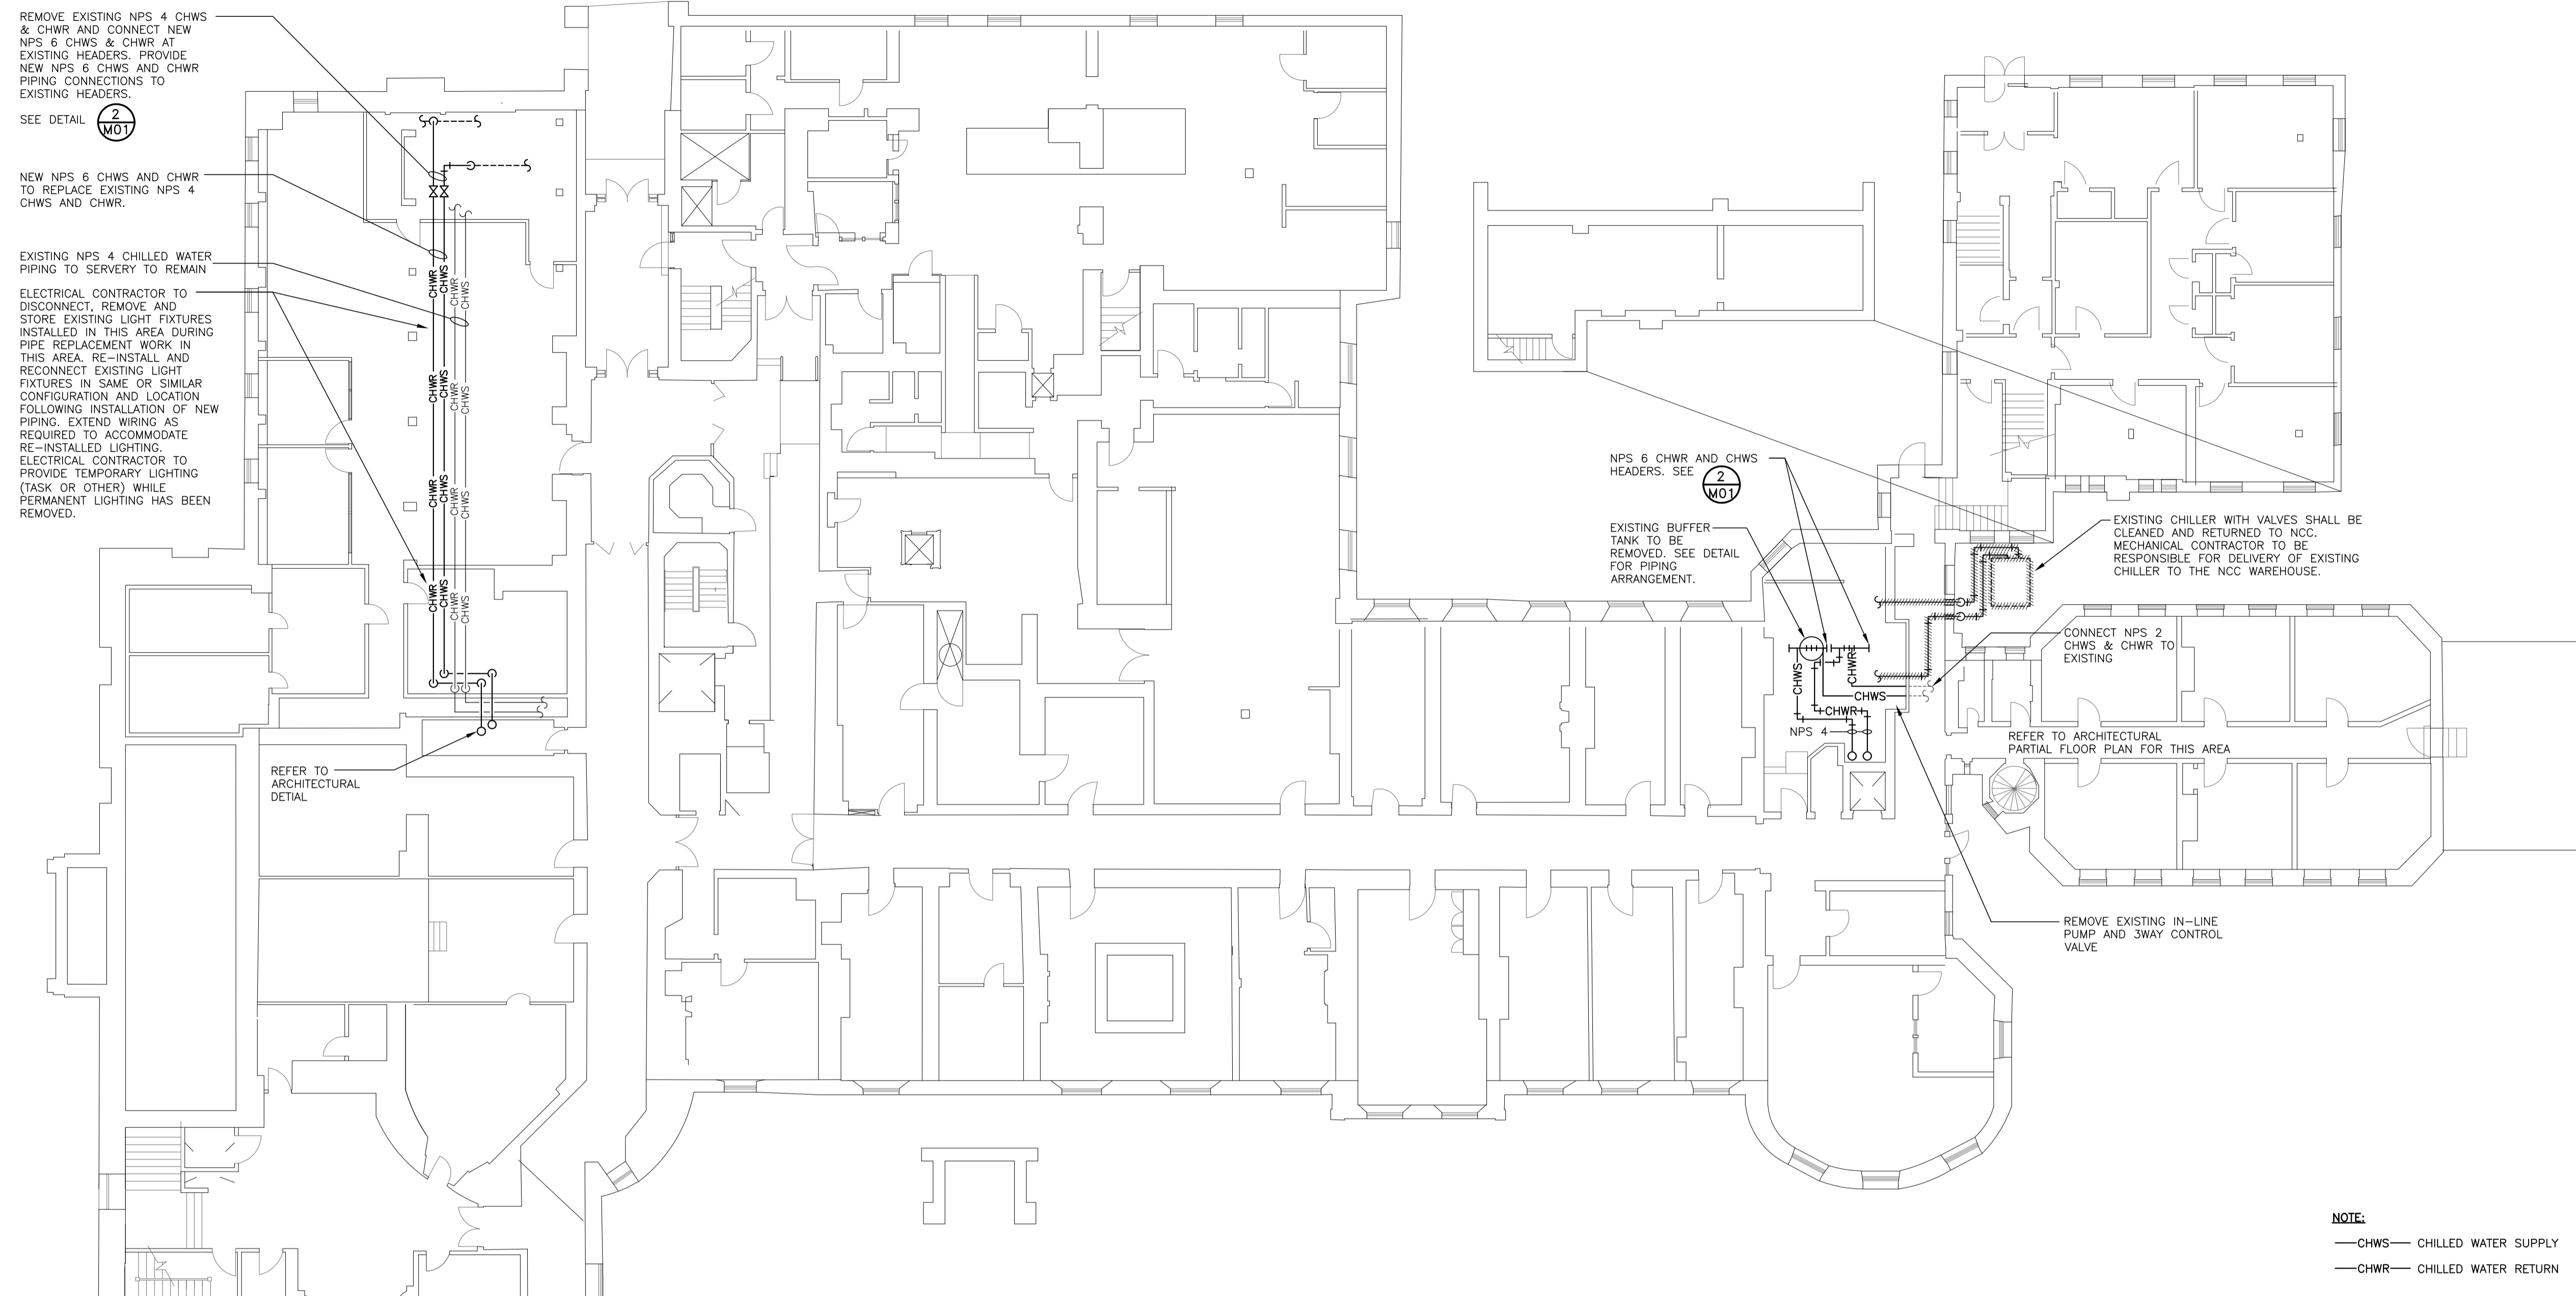 REMOVE EXISTING NPS 4 CHWS
& CHWR AND CONNECT NEW
NPS 6 CHWS & CHWR AT
EXISTING HEADERS. PROVIDE
NEW NPS 6 CHWS AND CHWR
PIPING CONNECTIONS TO
EXISTING HEADERS.
SEE DETAIL
2
M01
NEW NPS 6 CHWS AND CHWR
TO REPLACE EXISTING NPS 4
CHWS AND CHWR.
EXISTING NPS 4 CHILLED WATER
PIPING TO SERVERY TO REMAIN
ELECTRICAL CONTRACTOR TO
DISCONNECT, REMOVE AND
STORE EXISTING LIGHT FIXTURES
INSTALLED IN THIS AREA DURING
PIPE REPLACEMENT WORK IN
THIS AREA. RE-INSTALL AND
RECONNECT EXISTING LIGHT
FIXTURES IN SAME OR SIMILAR
CONFIGURATION AND LOCATION
FOLLOWING INSTALLATION OF NEW
PIPING. EXTEND WIRING AS
REQUIRED TO ACCOMMODATE
RE-INSTALLED LIGHTING.
ELECTRICAL CONTRACTOR TO
PROVIDE TEMPORARY LIGHTING
(TASK OR OTHER) WHILE
PERMANENT LIGHTING HAS BEEN
REMOVED.
CHWR
CHWS
CHWR
CHWS
CHWR
CHWS
CHWR
CHWS
CHWR
CHWS
CHWR
CHWS
CHWR
CHWS
CHWR
CHWS
REFER TO
ARCHITECTURAL
DETIAL
NPS 6 CHWR AND CHWS
HEADERS. SEE
2
M01
EXISTING BUFFER
TANK TO BE
REMOVED. SEE DETAIL
FOR PIPING
ARRANGEMENT.
CHWS
CHWR
CHWS
CHWR
NPS 4
EXISTING CHILLER WITH VALVES SHALL BE
CLEANED AND RETURNED TO NCC.
MECHANICAL CONTRACTOR TO BE
RESPONSIBLE FOR DELIVERY OF EXISTING
CHILLER TO THE NCC WAREHOUSE.
CONNECT NPS 2
CHWS & CHWR TO
EXISTING
REFER TO ARCHITECTURAL
PARTIAL FLOOR PLAN FOR THIS AREA
REMOVE EXISTING IN-LINE
PUMP AND 3WAY CONTROL
VALVE
NOTE:
CHWS CHILLED WATER SUPPLY
CHWR CHILLED WATER RETURN